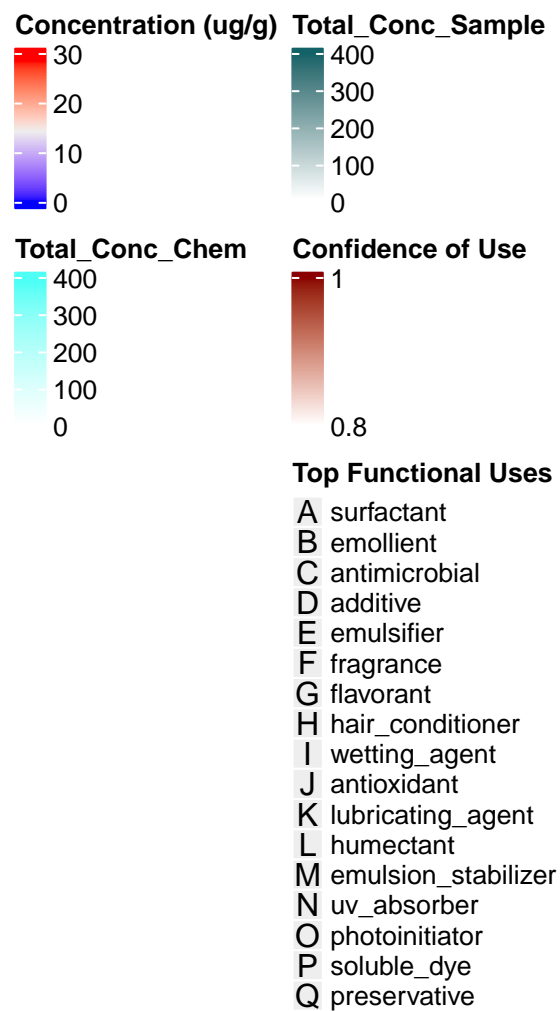 Concentration (ug/g)
30
20
10
0
Total_Conc_Sample
400
300
200
100
0
Total_Conc_Chem
400
300
200
100
0
Confidence of Use
1
0.8
Top Functional Uses
A surfactant
B emollient
C antimicrobial
D additive
E emulsifier
F fragrance
G flavorant
H hair_conditioner
I wetting_agent
J antioxidant
K lubricating_agent
L humectant
M emulsion_stabilizer
N uv_absorber
O photoinitiator
P soluble_dye
Q preservative